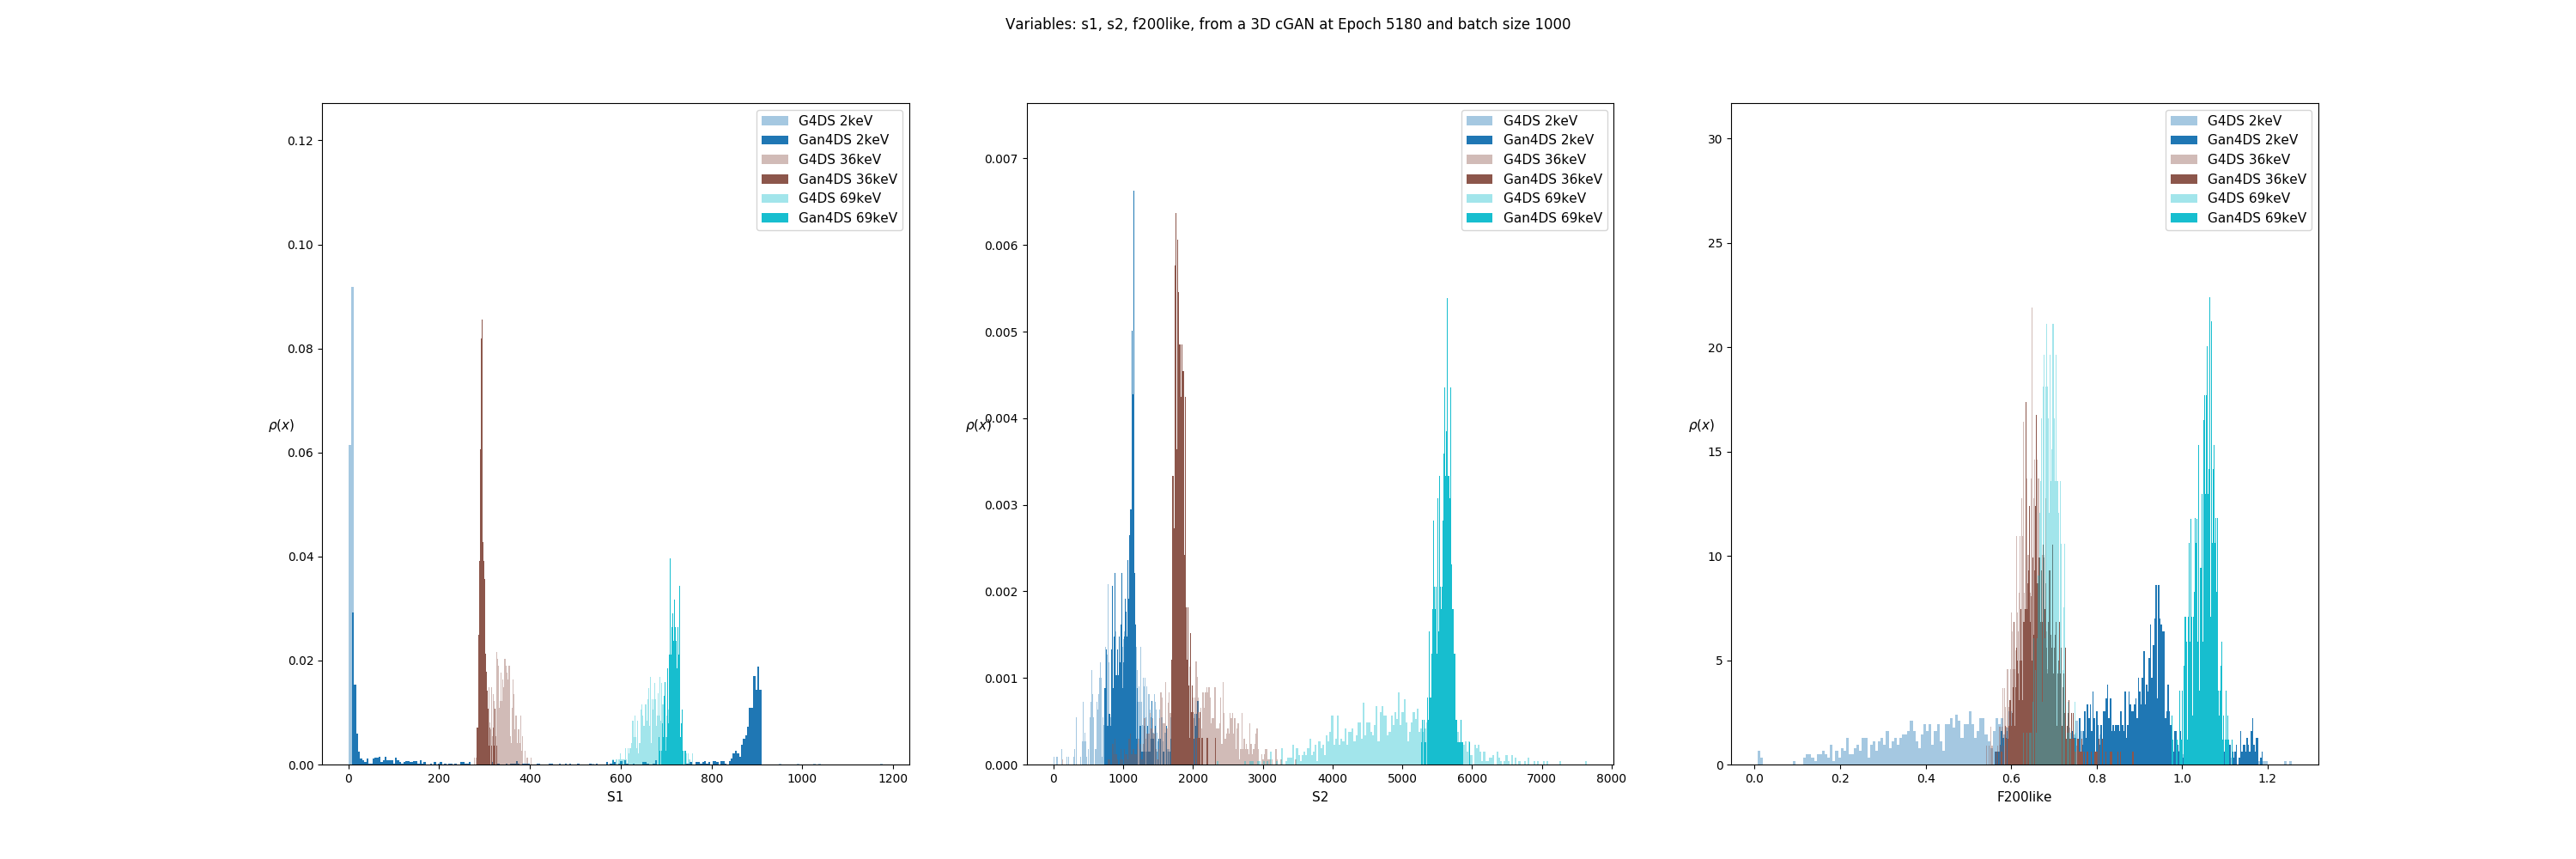 Variables: s1, s2, f200like, from a 3D cGAN at Epoch 5180 and batch size 1000
0.12
0.10
0.08
0.06
0.04
0.02
0.00
ρ(x)
0 200 400 600 800 1000 1200
S1
G4DS 2keV
Gan4DS 2keV
G4DS 36keV
Gan4DS 36keV
G4DS 69keV
Gan4DS 69keV
0.007
0.006
0.005
0.004
0.003
0.002
0.001
0.000
ρ(x)
0 1000 2000 3000 4000 5000 6000 7000 8000
S2
G4DS 2keV
Gan4DS 2keV
G4DS 36keV
Gan4DS 36keV
G4DS 69keV
Gan4DS 69keV
30
25
20
15
10
5
0
ρ(x)
0.0 0.2 0.4 0.6 0.8 1.0 1.2
F200like
G4DS 2keV
Gan4DS 2keV
G4DS 36keV
Gan4DS 36keV
G4DS 69keV
Gan4DS 69keV